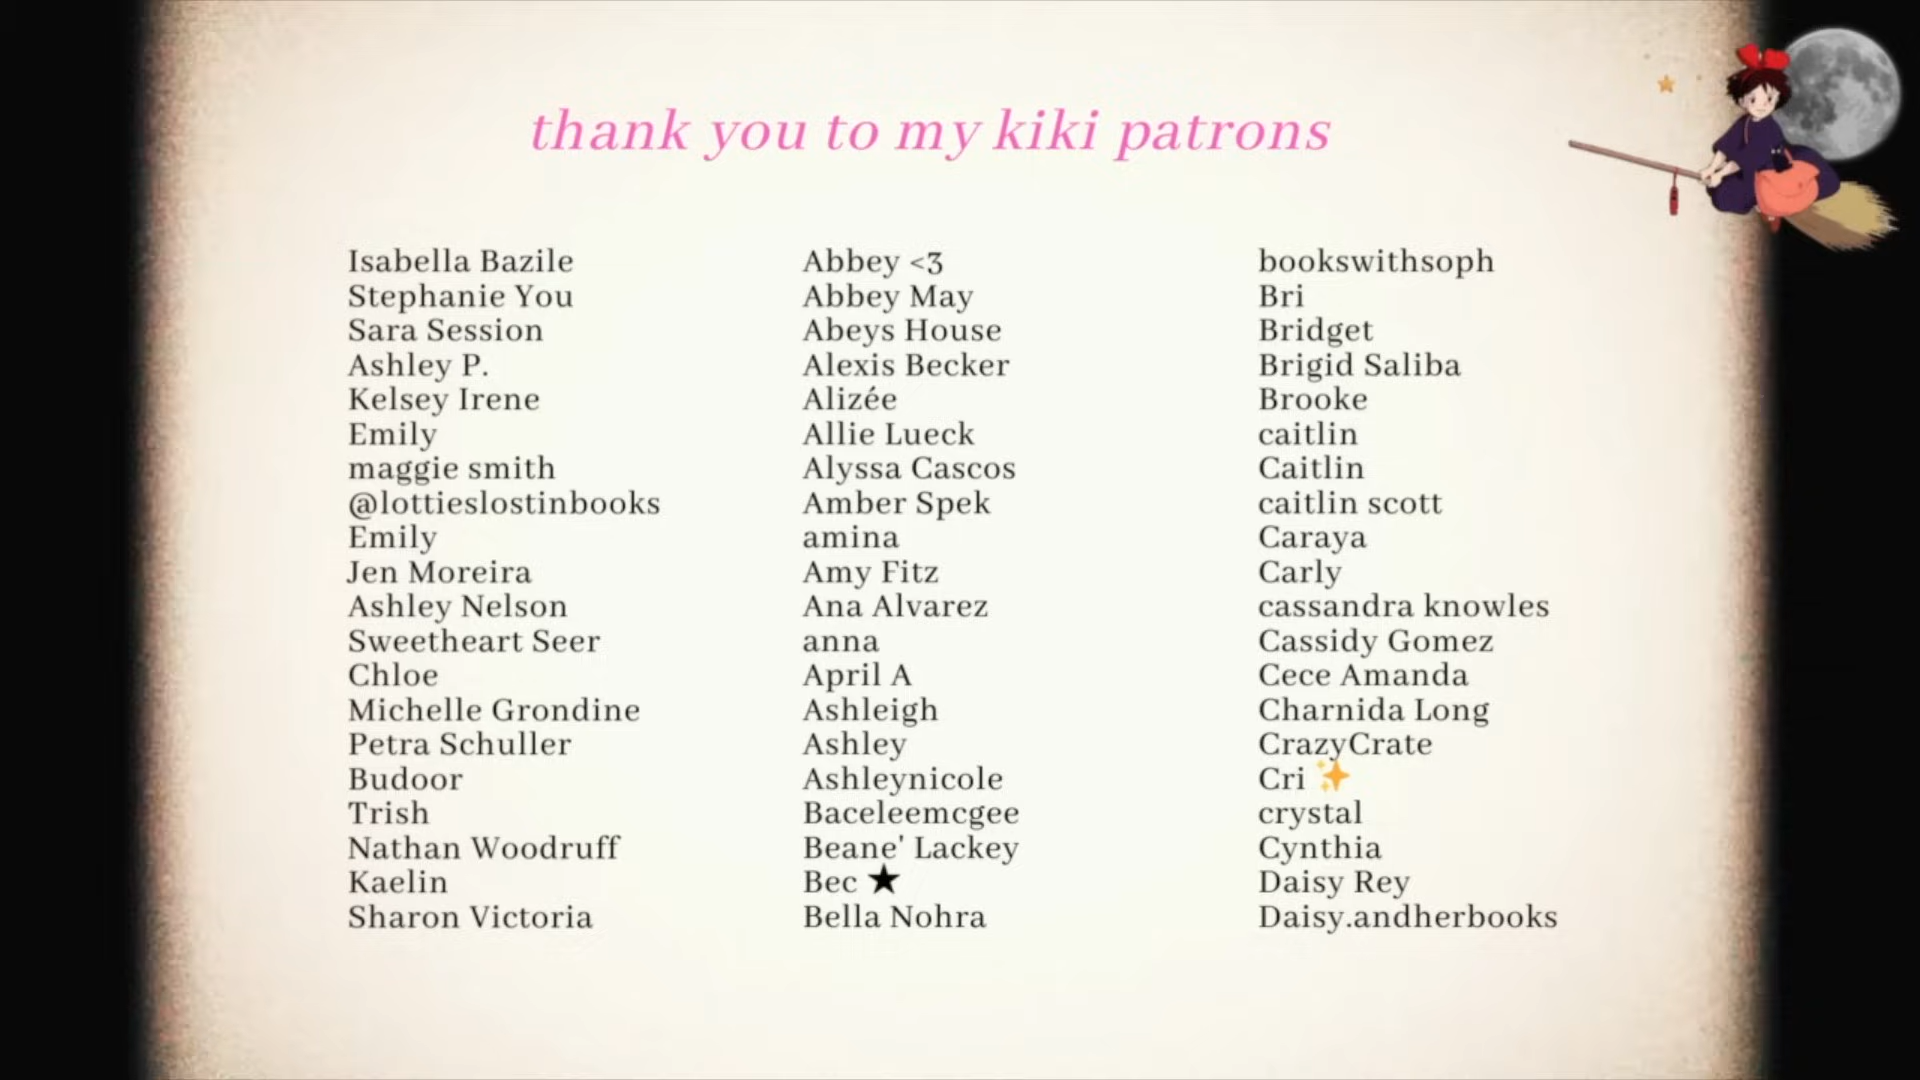 thank you to my kiki patrons
Isabella Bazile
Stephanie You
Sara Session
Ashley P.
Kelsey Irene
Emily
maggie smith
@lottieslostinbooks
Emily
Jen Moreira
Ashley Nelson
Sweetheart Seer
Chloe
Michelle Grondine
Petra Schuller
Budoor
Trish
Nathan Woodruff
Kaelin
Sharon Victoria
Abbey <3
Abbey May
Abeys House
Alexis Becker
Alizée
Allie Lueck
Alyssa Cascos
Amber Spek
amina
Amy Fitz
Ana Alvarez
anna
April A
Ashleigh
Ashley
Ashleynicole
Baceleemcgee
Beane' Lackey
Bec ★
Bella Nohra
bookswithsoph
Bri
Bridget
Brigid Saliba
Brooke
caitlin
Caitlin
caitlin scott
Caraya
Carly
cassandra knowles
Cassidy Gomez
Cece Amanda
Charnida Long
CrazyCrate
Cri ✨
crystal
Cynthia
Daisy Rey
Daisy.andherbooks